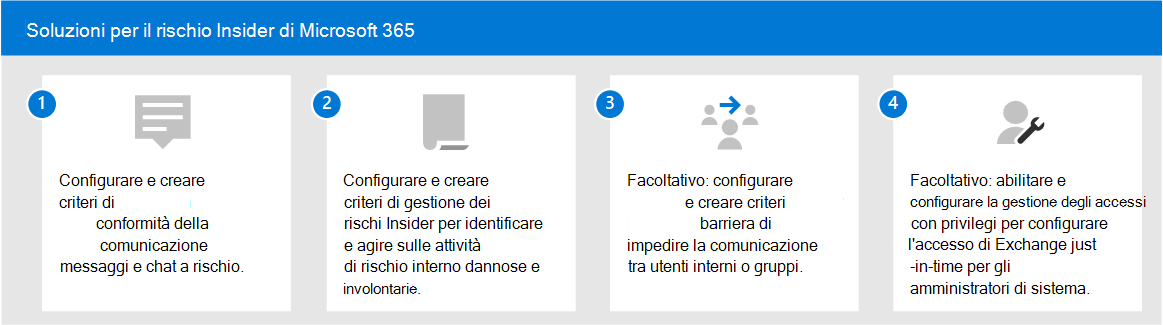 Soluzioni per il rischio Insider di Microsoft 365
1
Configurare e creare
criteri di
conformità della
comunicazione
messaggi e chat a rischio.
2
Configurare e creare
criteri di gestione dei
rischi Insider per identificare
e agire sulle attività
di rischio interno dannose e
involontarie.
3
Facoltativo: configurare
e creare criteri
barriera di
impedire la comunicazione
tra utenti interni o gruppi.
4
Facoltativo: abilitare e
configurare la gestione degli accessi
con privilegi per configurare
l'accesso di Exchange just
-in-time per gli
amministratori di sistema.